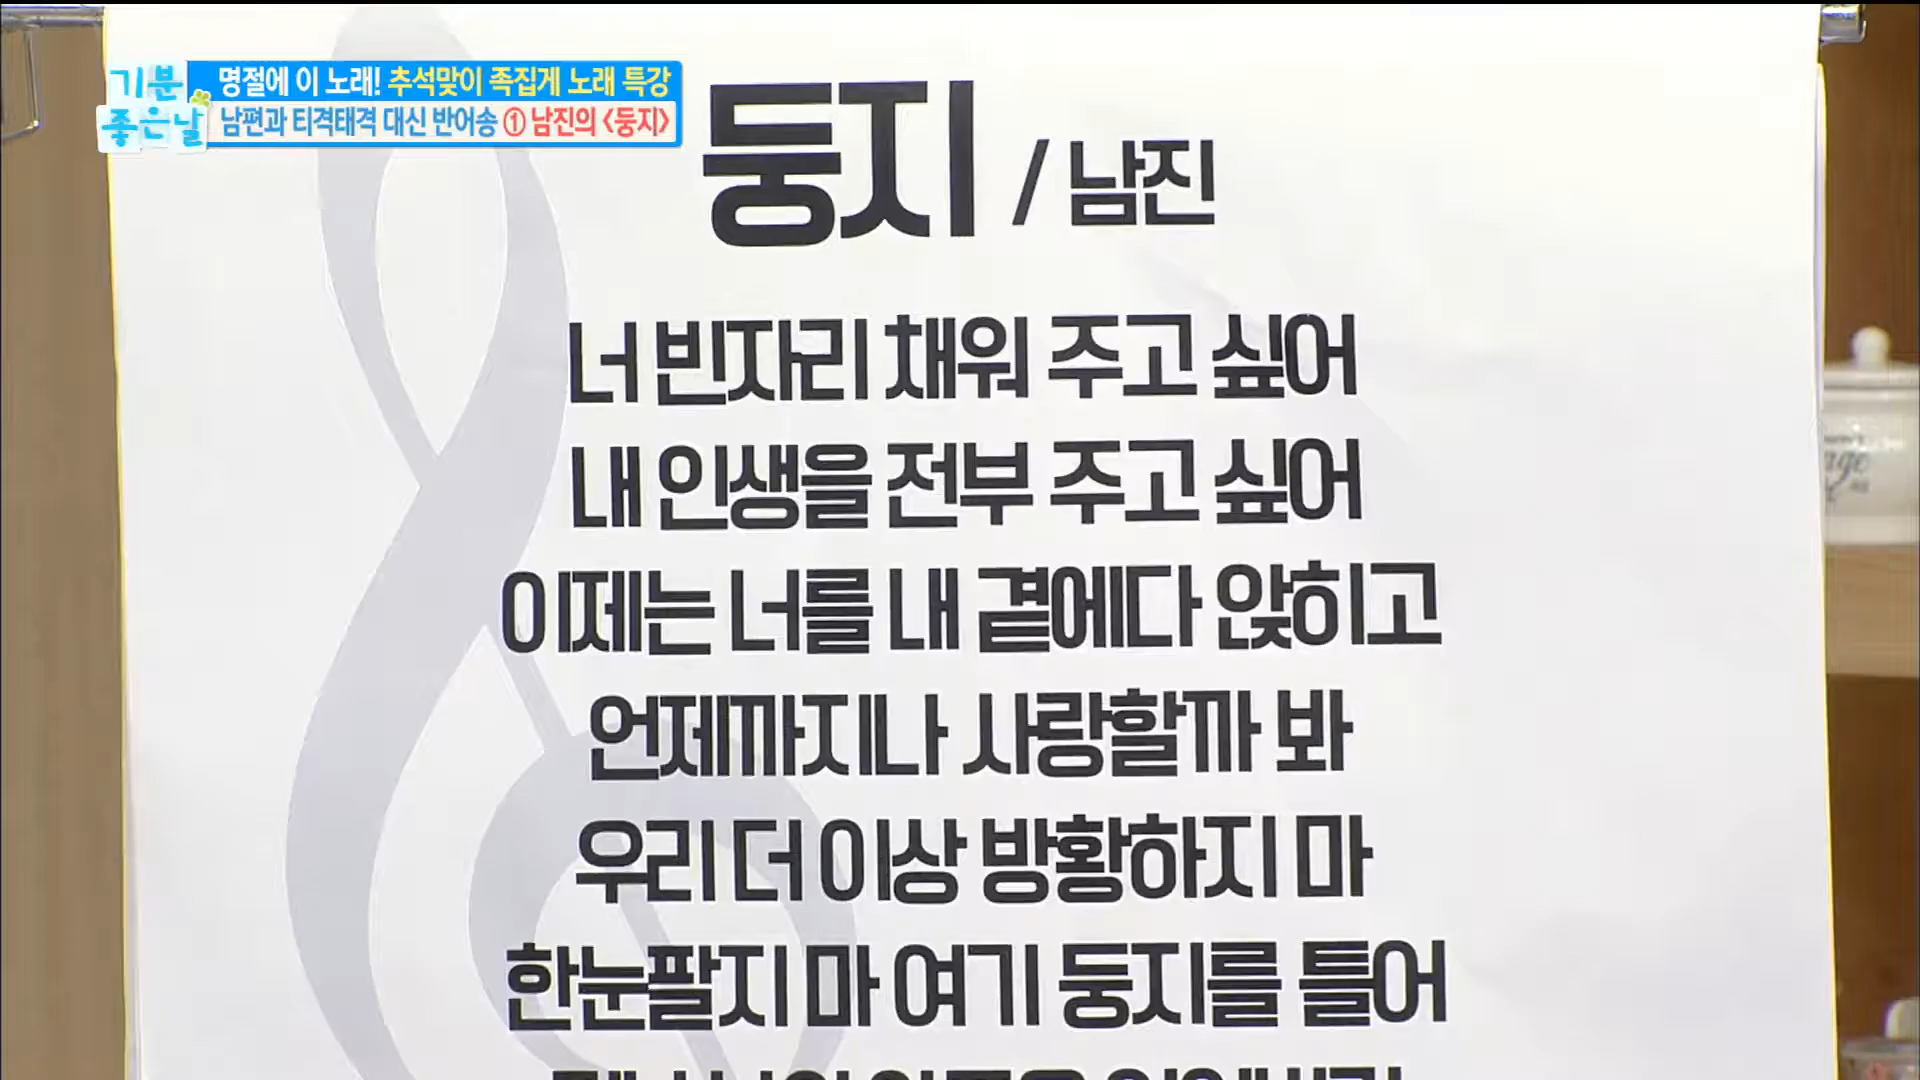 기분
좋은날
명절에 이 노래! 추석맞이 족집게 노래 특강
남편과 티격태격 대신 반어송 ① 남진의 <둥지>
둥지 / 남진
너 빈자리 채워 주고 싶어
내 인생을 전부 주고 싶어
이제는 너를 내 곁에다 앉히고
언제까지나 사랑할까 봐
우리 더 이상 방황하지 마
한눈팔지 마 여기 둥지를 틀어